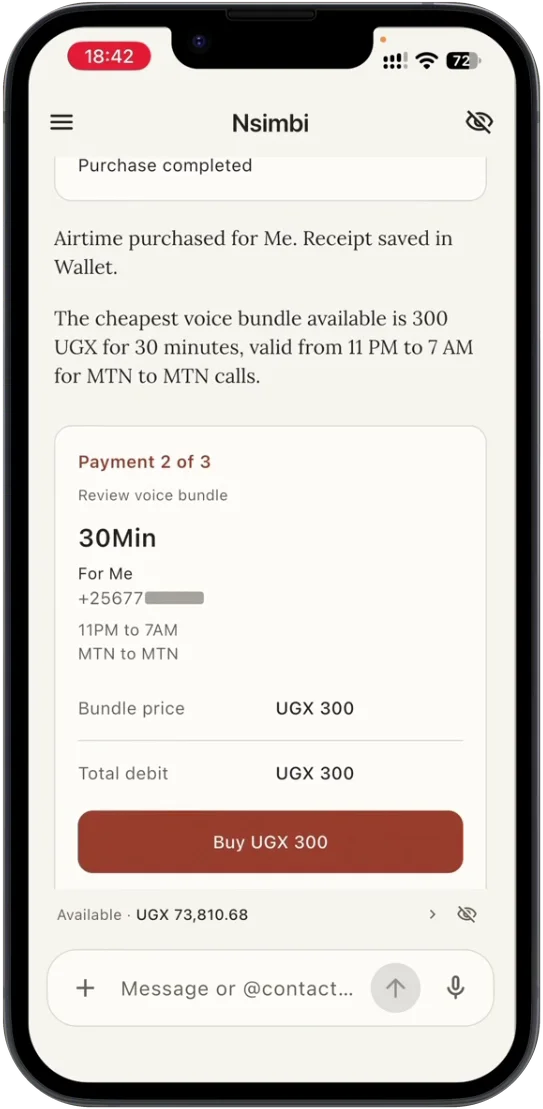 18:42
72
Nsimbi
Purchase completed
Airtime purchased for Me. Receipt saved in
Wallet.
The cheapest voice bundle available is 300
UGX for 30 minutes, valid from 11 PM to 7 AM
for MTN to MTN calls.
Payment 2 of 3
Review voice bundle
30Min
For Me
+25677
11PM to 7AM
MTN to MTN
Bundle price UGX 300
Total debit UGX 300
Buy UGX 300
Available · UGX 73,810.68
Message or @contact...